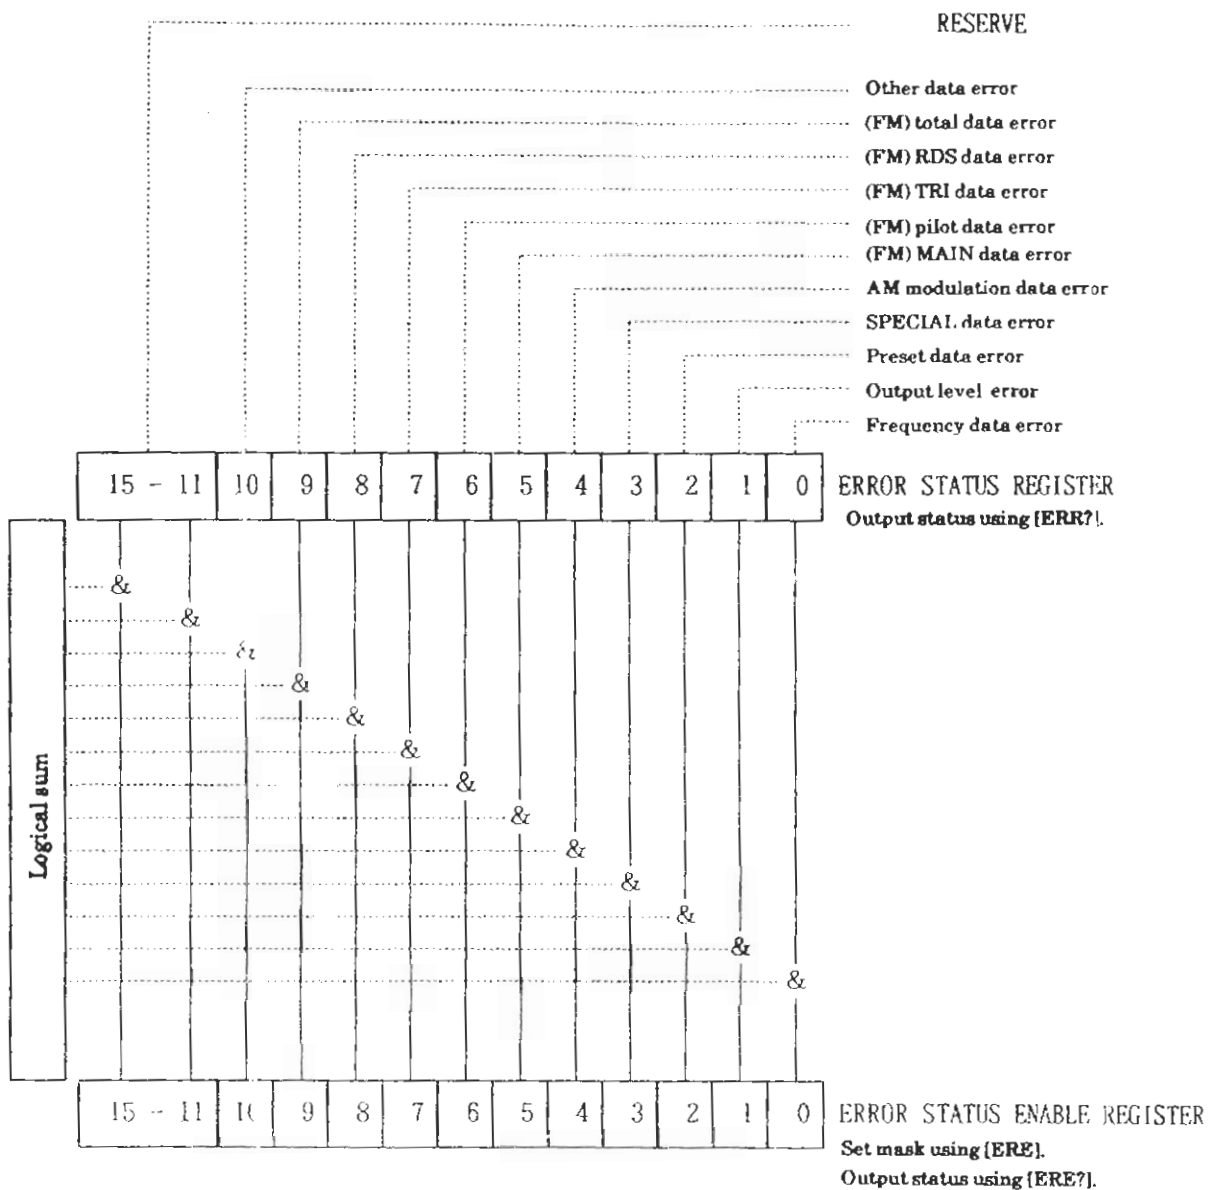 RESERVE
Other data error
(FM) total data error
(FM) RDS data error
(FM) TRI data error
(FM) pilot data error
(FM) MAIN data error
AM modulation data error
SPECIAL data error
Preset data error
Output level error
Frequency data error
15 - 11 10 9 8 7 6 5 4 3 2 1 0 ERROR STATUS REGISTER
Output status using [ERR?].
&
&
&
&
&
&
&
&
&
&
&
&
&
Logical sum
15 - 11 10 9 8 7 6 5 4 3 2 1 0 ERROR STATUS ENABLE REGISTER
Set mask using [ERE].
Output status using [ERE?].